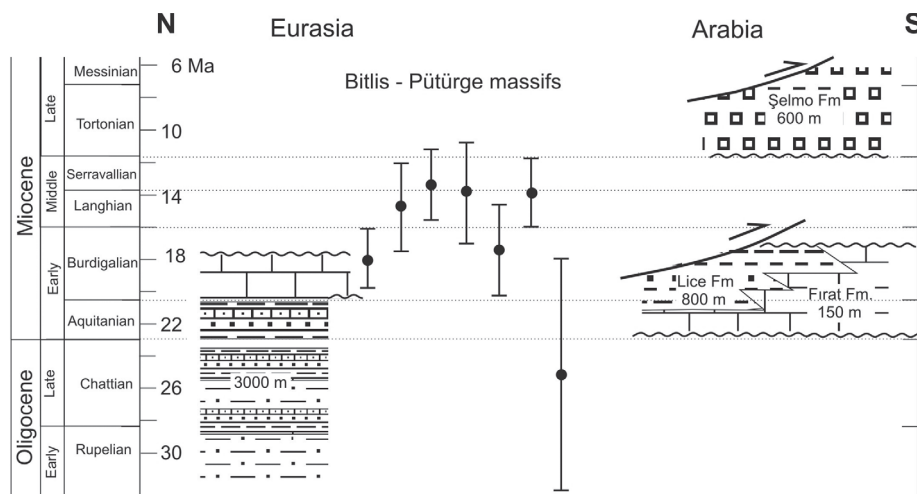 N
Eurasia
Arabia
S
Bitlis - Pütürge massifs
Oligocene
Miocene
Early
Late
Early
Middle
Late
Messinian
Tortonian
Serravallian
Langhian
Burdigalian
Aquitanian
Chattian
Rupelian
6 Ma
10
14
18
22
26
30
3000 m
Şelmo Fm
600 m
Lice Fm
800 m
Fırat Fm.
150 m